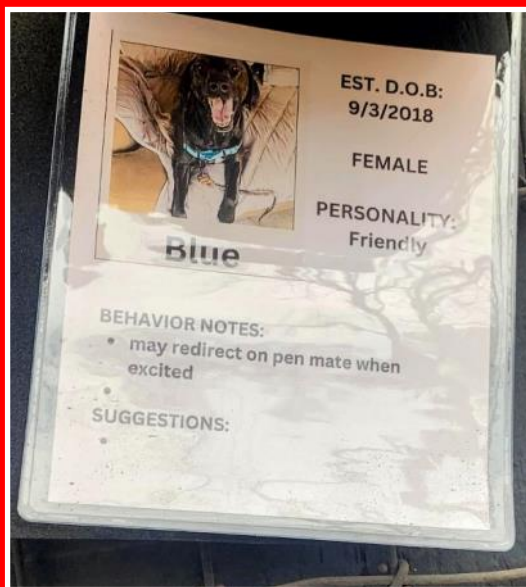 EST. D.O.B:
9/3/2018
FEMALE
PERSONALITY:
Friendly
Blue
BEHAVIOR NOTES:
• may redirect on pen mate when
excited
•
SUGGESTIONS:
•